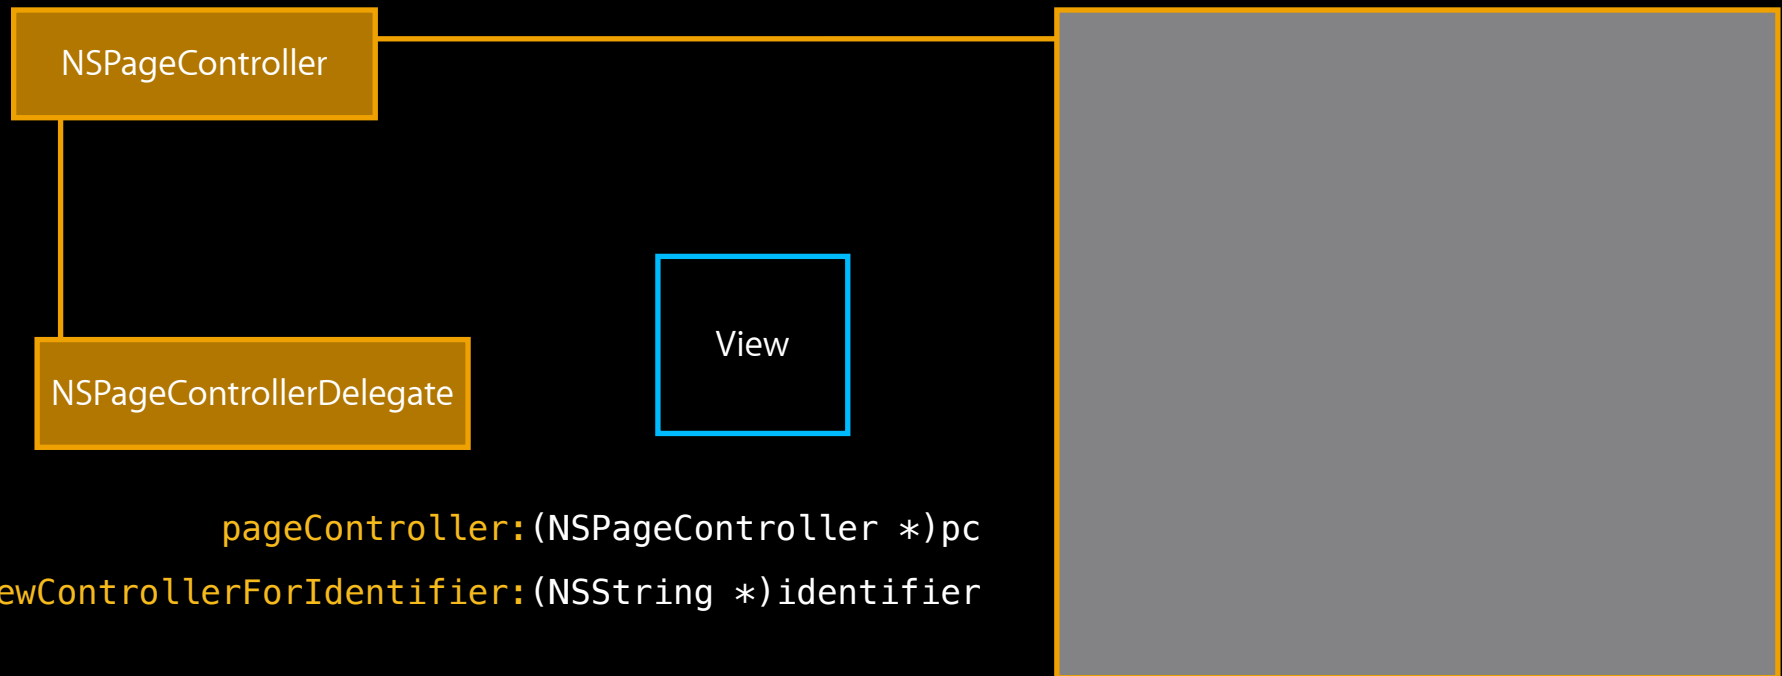 NSPageController
View
NSPageControllerDelegate
pageController:(NSPageController *)pc
ewControllerForIdentifier:(NSString *)identifier